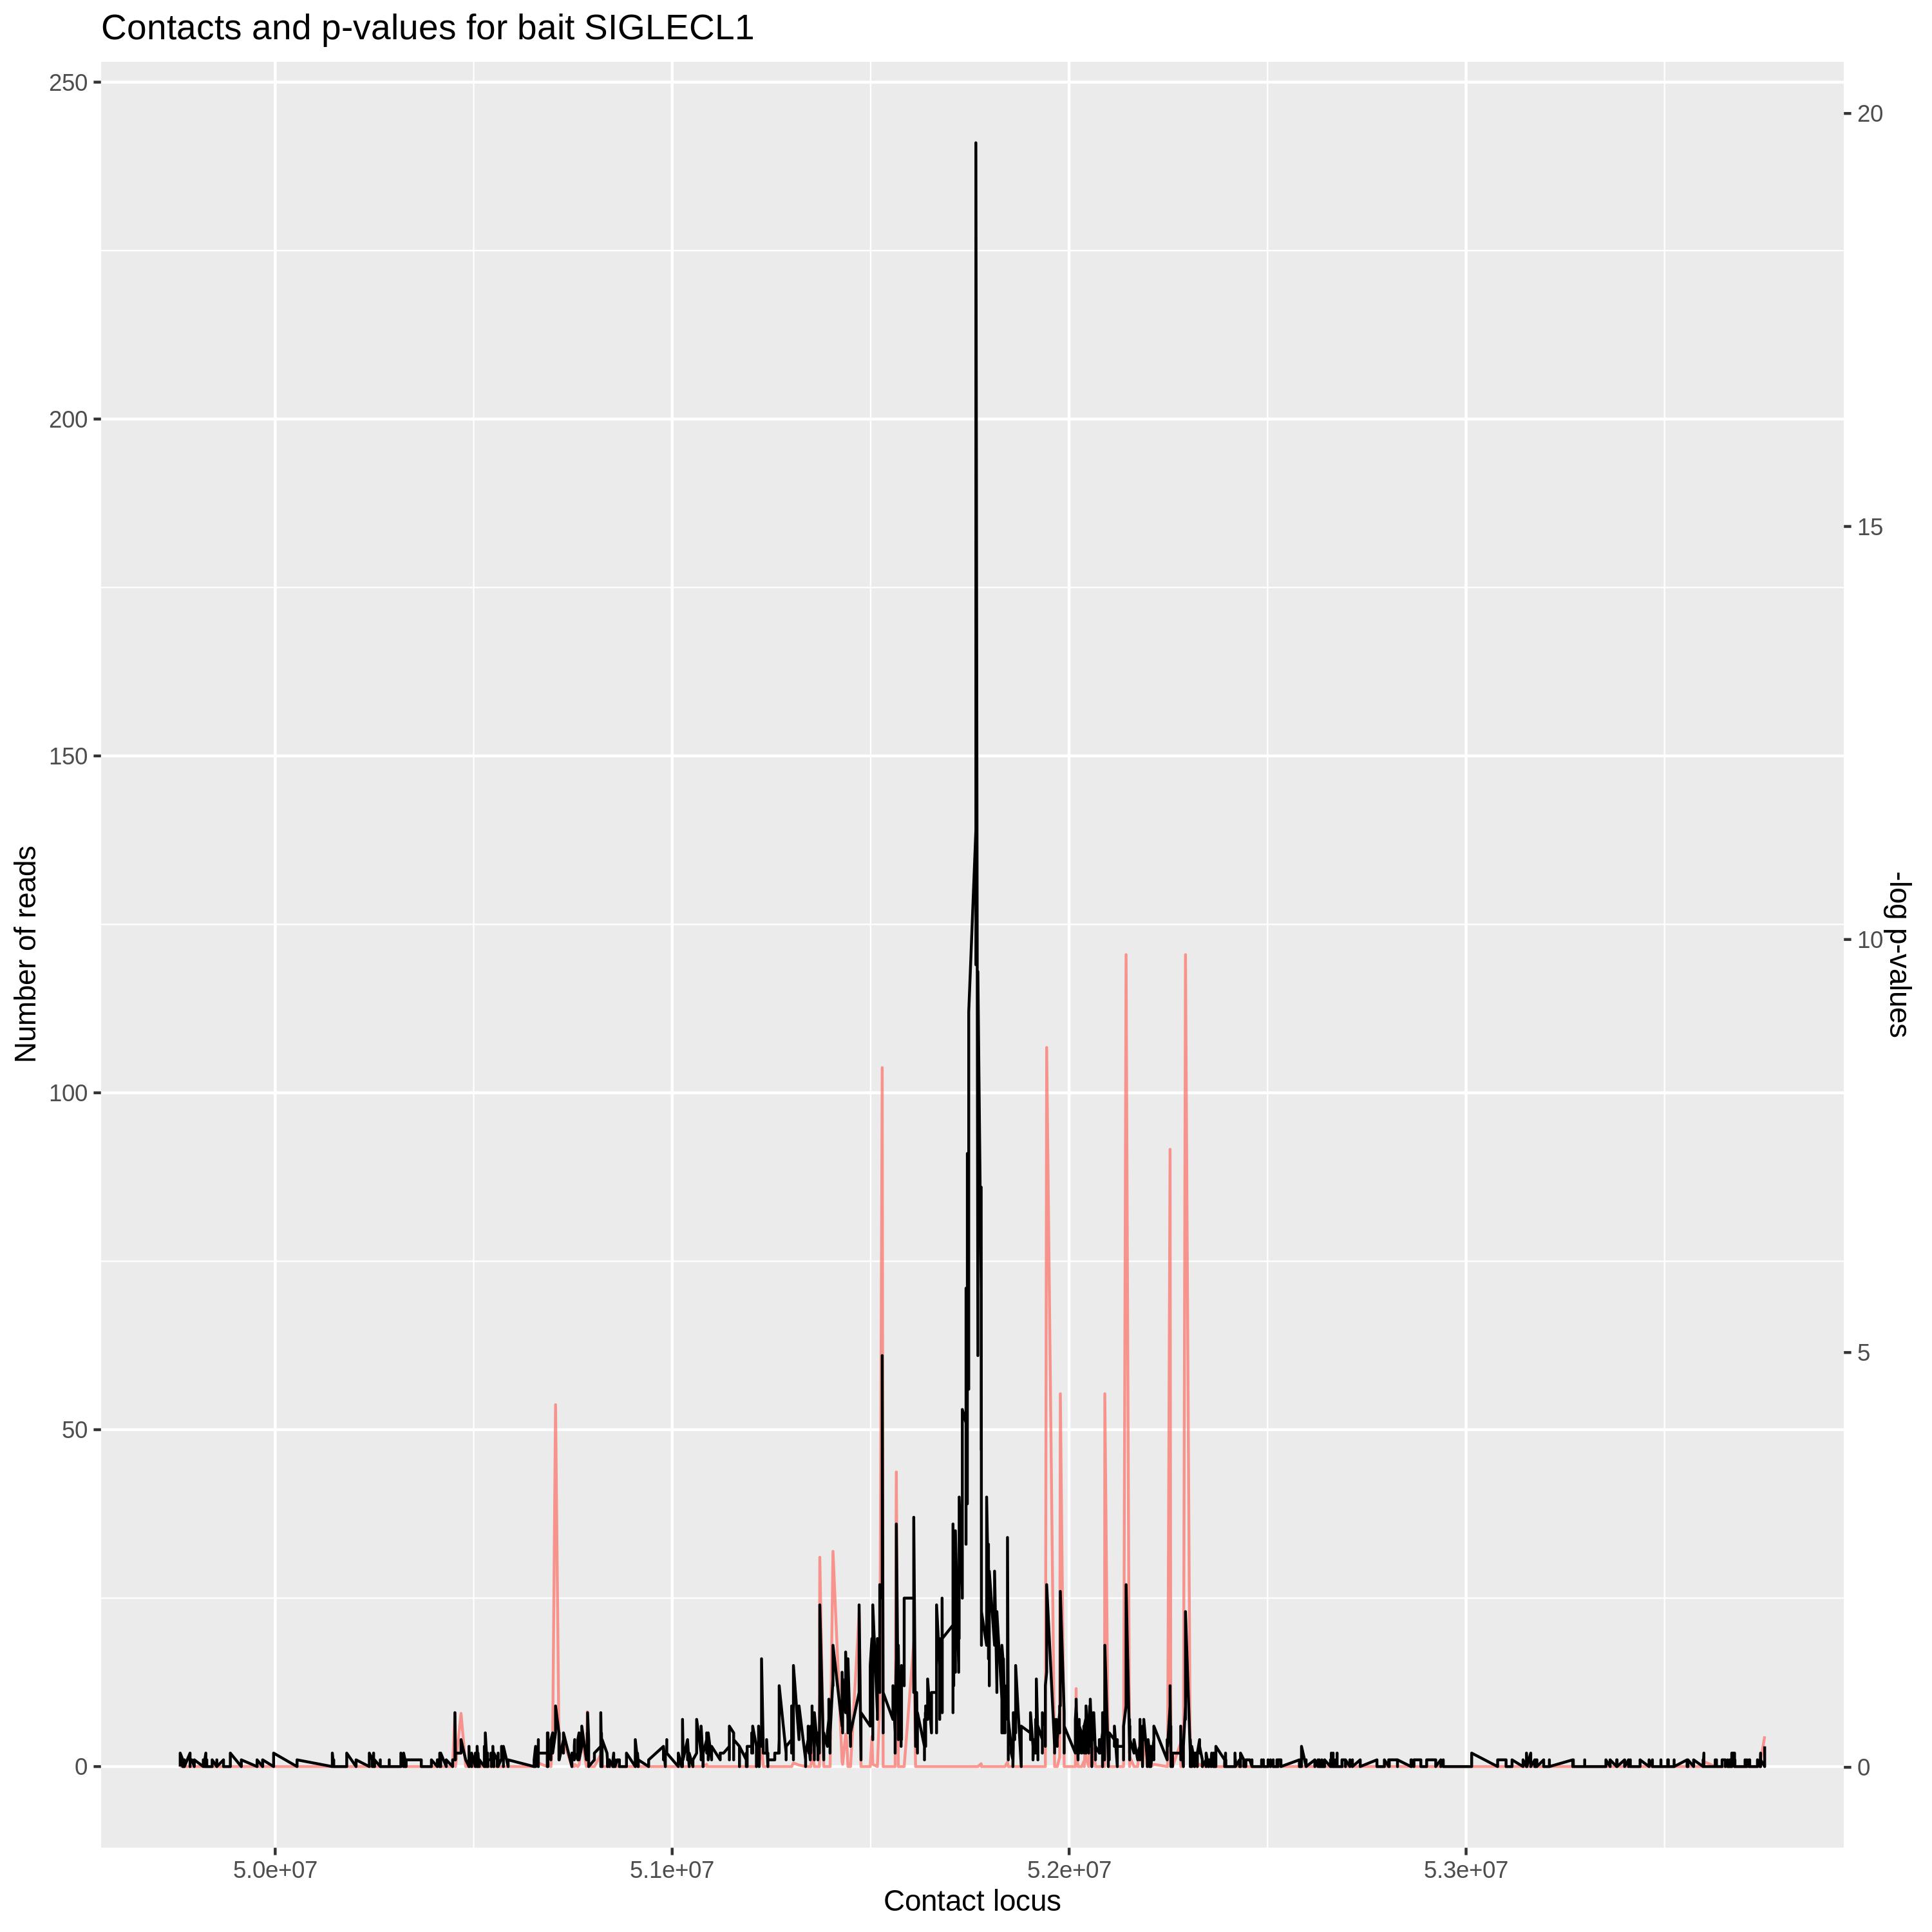 Contacts and p-values for bait SIGLECL1
250
200
150
100
50
0
Number of reads
20
15
10
5
0
-log p-values
5.0e+07
5.1e+07
5.2e+07
5.3e+07
Contact locus